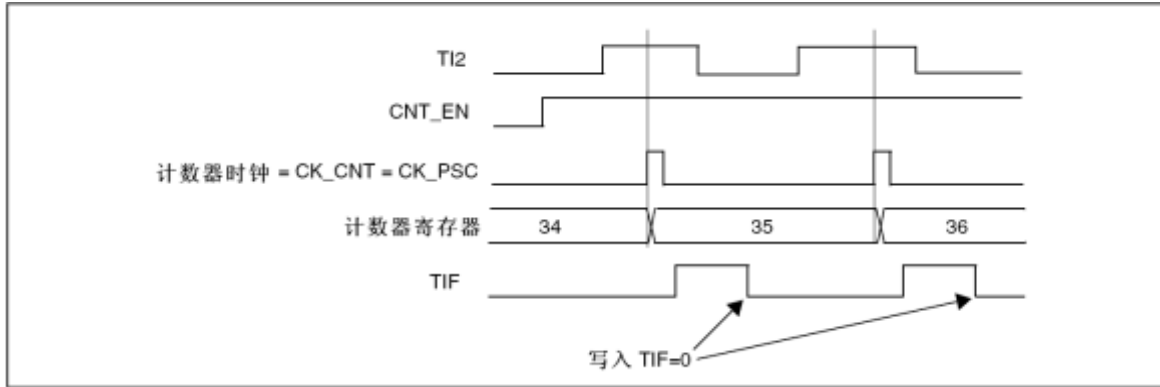 TI2
CNT_EN
计数器时钟 = CK_CNT = CK_PSC
计数器寄存器 34 35 36
TIF
写入 TIF=0